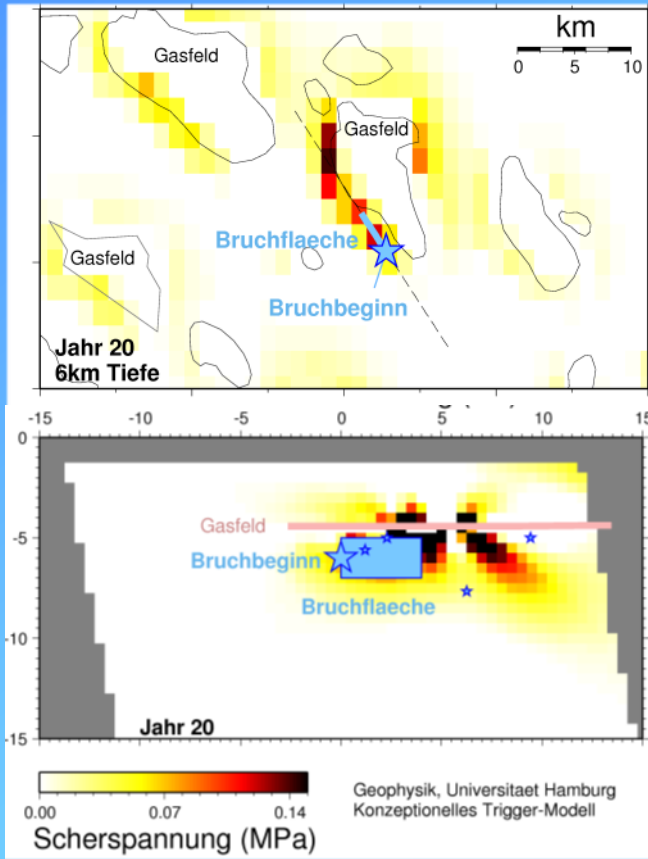 km
0 5 10
Gasfeld
Gasfeld
Bruchflaeche
Gasfeld
Bruchbeginn
Jahr 20
6km Tiefe
-15 -10 -5 0 5 10 15
0
Gasfeld
-5
Bruchbeginn
Bruchflaeche
-10
Jahr 20
-15
0.00 0.07 0.14
Geophysik, Universitaet Hamburg
Konzeptionelles Trigger-Modell
Scherspannung (MPa)